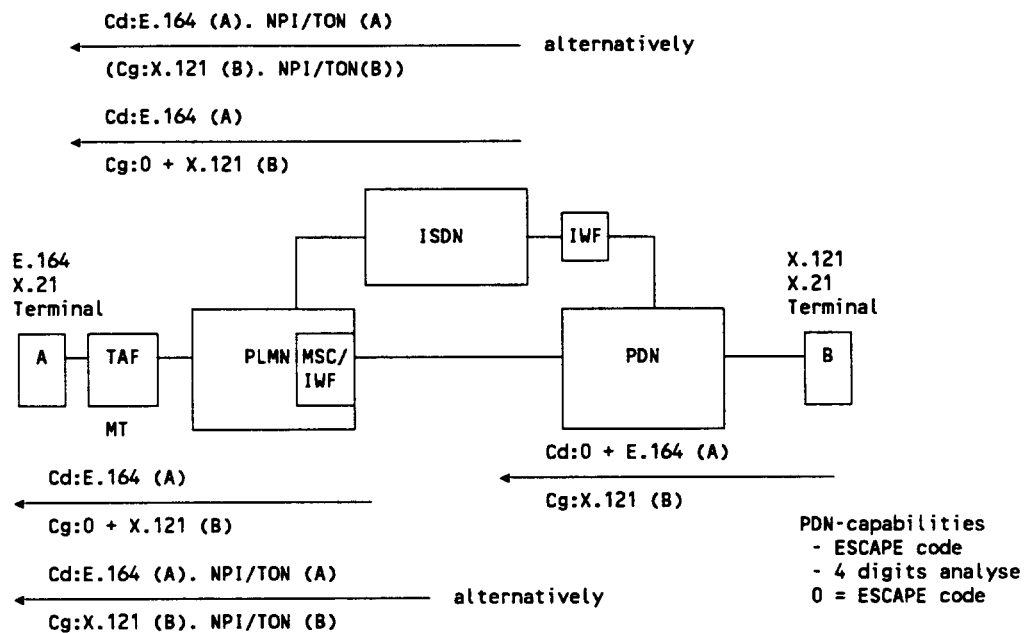 Cd:E.164 (A). NPI/TON (A)
alternatively
(Cg:X.121 (B). NPI/TON(B))
Cd:E.164 (A)
Cg:0 + X.121 (B)
ISDN
IWF
E.164
X.21
Terminal
X.121
X.21
Terminal
A
TAF
PLMN
MSC/
IWF
PDN
B
MT
Cd:0 + E.164 (A)
Cg:X.121 (B)
Cd:E.164 (A)
Cg:0 + X.121 (B)
PDN-capabilities
- ESCAPE code
- 4 digits analyse
0 = ESCAPE code
Cd:E.164 (A). NPI/TON (A)
alternatively
Cg:X.121 (B). NPI/TON (B)